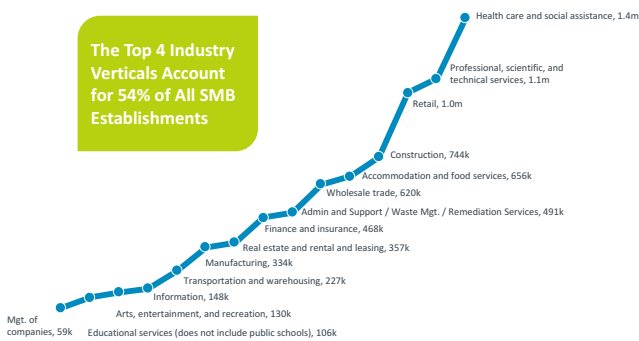 The Top 4 Industry
Verticals Account
for 54% of All SMB
Establishments
Health care and social assistance, 1.4m
Professional, scientific, and
technical services, 1.1m
Retail, 1.0m
Construction, 744k
Accommodation and food services, 656k
Wholesale trade, 620k
Admin and Support / Waste Mgt. / Remediation Services, 491k
Finance and insurance, 468k
Real estate and rental and leasing, 357k
Manufacturing, 334k
Transportation and warehousing, 227k
Information, 148k
Arts, entertainment, and recreation, 130k
Mgt. of
companies, 59k
Educational services (does not include public schools), 106k